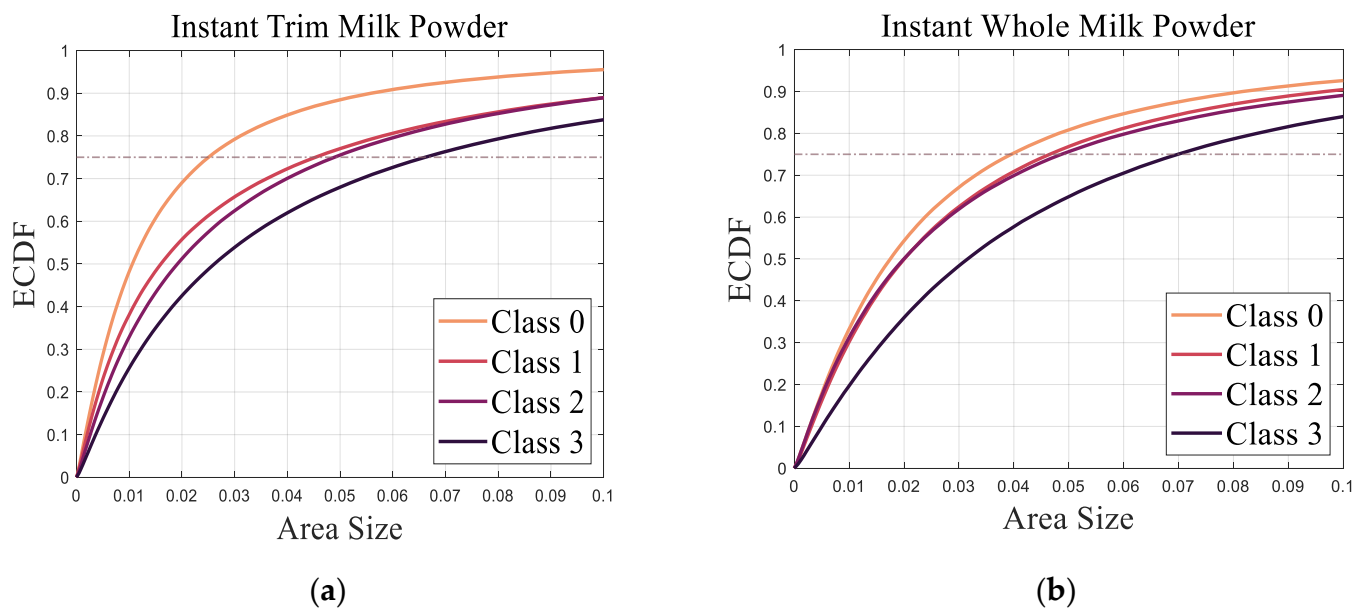 Instant Trim Milk Powder
1
0.9
0.8
0.7
0.6
0.5
0.4
0.3
0.2
0.1
0
ECDF
Class 0
Class 1
Class 2
Class 3
0 0.01 0.02 0.03 0.04 0.05 0.06 0.07 0.08 0.09 0.1
Area Size
(a)
Instant Whole Milk Powder
1
0.9
0.8
0.7
0.6
0.5
0.4
0.3
0.2
0.1
0
ECDF
Class 0
Class 1
Class 2
Class 3
0 0.01 0.02 0.03 0.04 0.05 0.06 0.07 0.08 0.09 0.1
Area Size
(b)